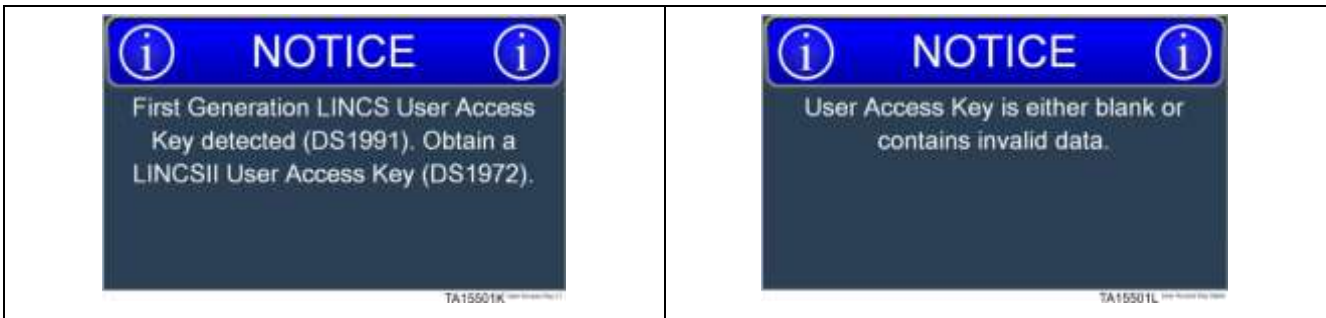 NOTICE
First Generation LINCS User Access
Key detected (DS1991). Obtain a
LINCSII User Access Key (DS1972).
TA15501K
NOTICE
User Access Key is either blank or
contains invalid data.
TA15501L